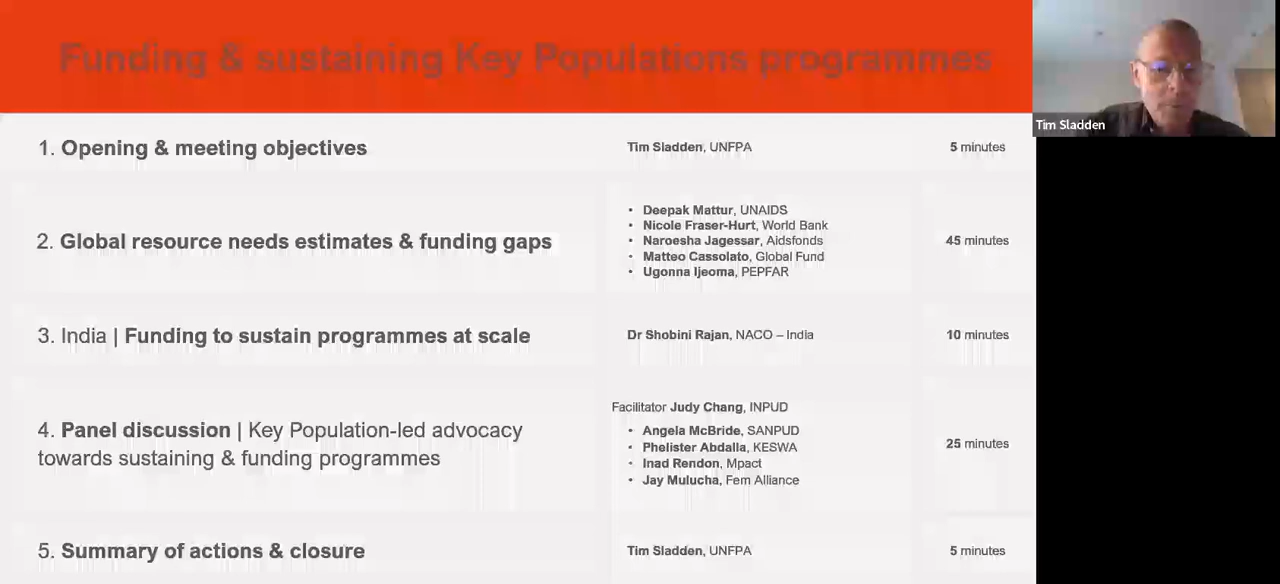 Funding & sustaining Key Populations programmes
Tim Sladden
1. Opening & meeting objectives
Tim Sladden, UNFPA
5 minutes
2. Global resource needs estimates & funding gaps
• Deepak Mattur, UNAIDS
• Nicole Fraser-Hurt, World Bank
• Naroesha Jagessar, Aidsfonds
• Matteo Cassolato, Global Fund
• Ugonna Ijeoma, PEPFAR
45 minutes
3. India | Funding to sustain programmes at scale
Dr Shobini Rajan, NACO – India
10 minutes
4. Panel discussion | Key Population-led advocacy
towards sustaining & funding programmes
Facilitator Judy Chang, INPUD
• Angela McBride, SANPUD
• Phelister Abdalla, KESWA
• Inad Rendon, Mpact
• Jay Mulucha, Fem Alliance
25 minutes
5. Summary of actions & closure
Tim Sladden, UNFPA
5 minutes